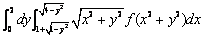 ∫₀² dy ∫_{1+√(1−y²)}^{√(4−y²)} √(x² + y²) f(x² + y²)dx